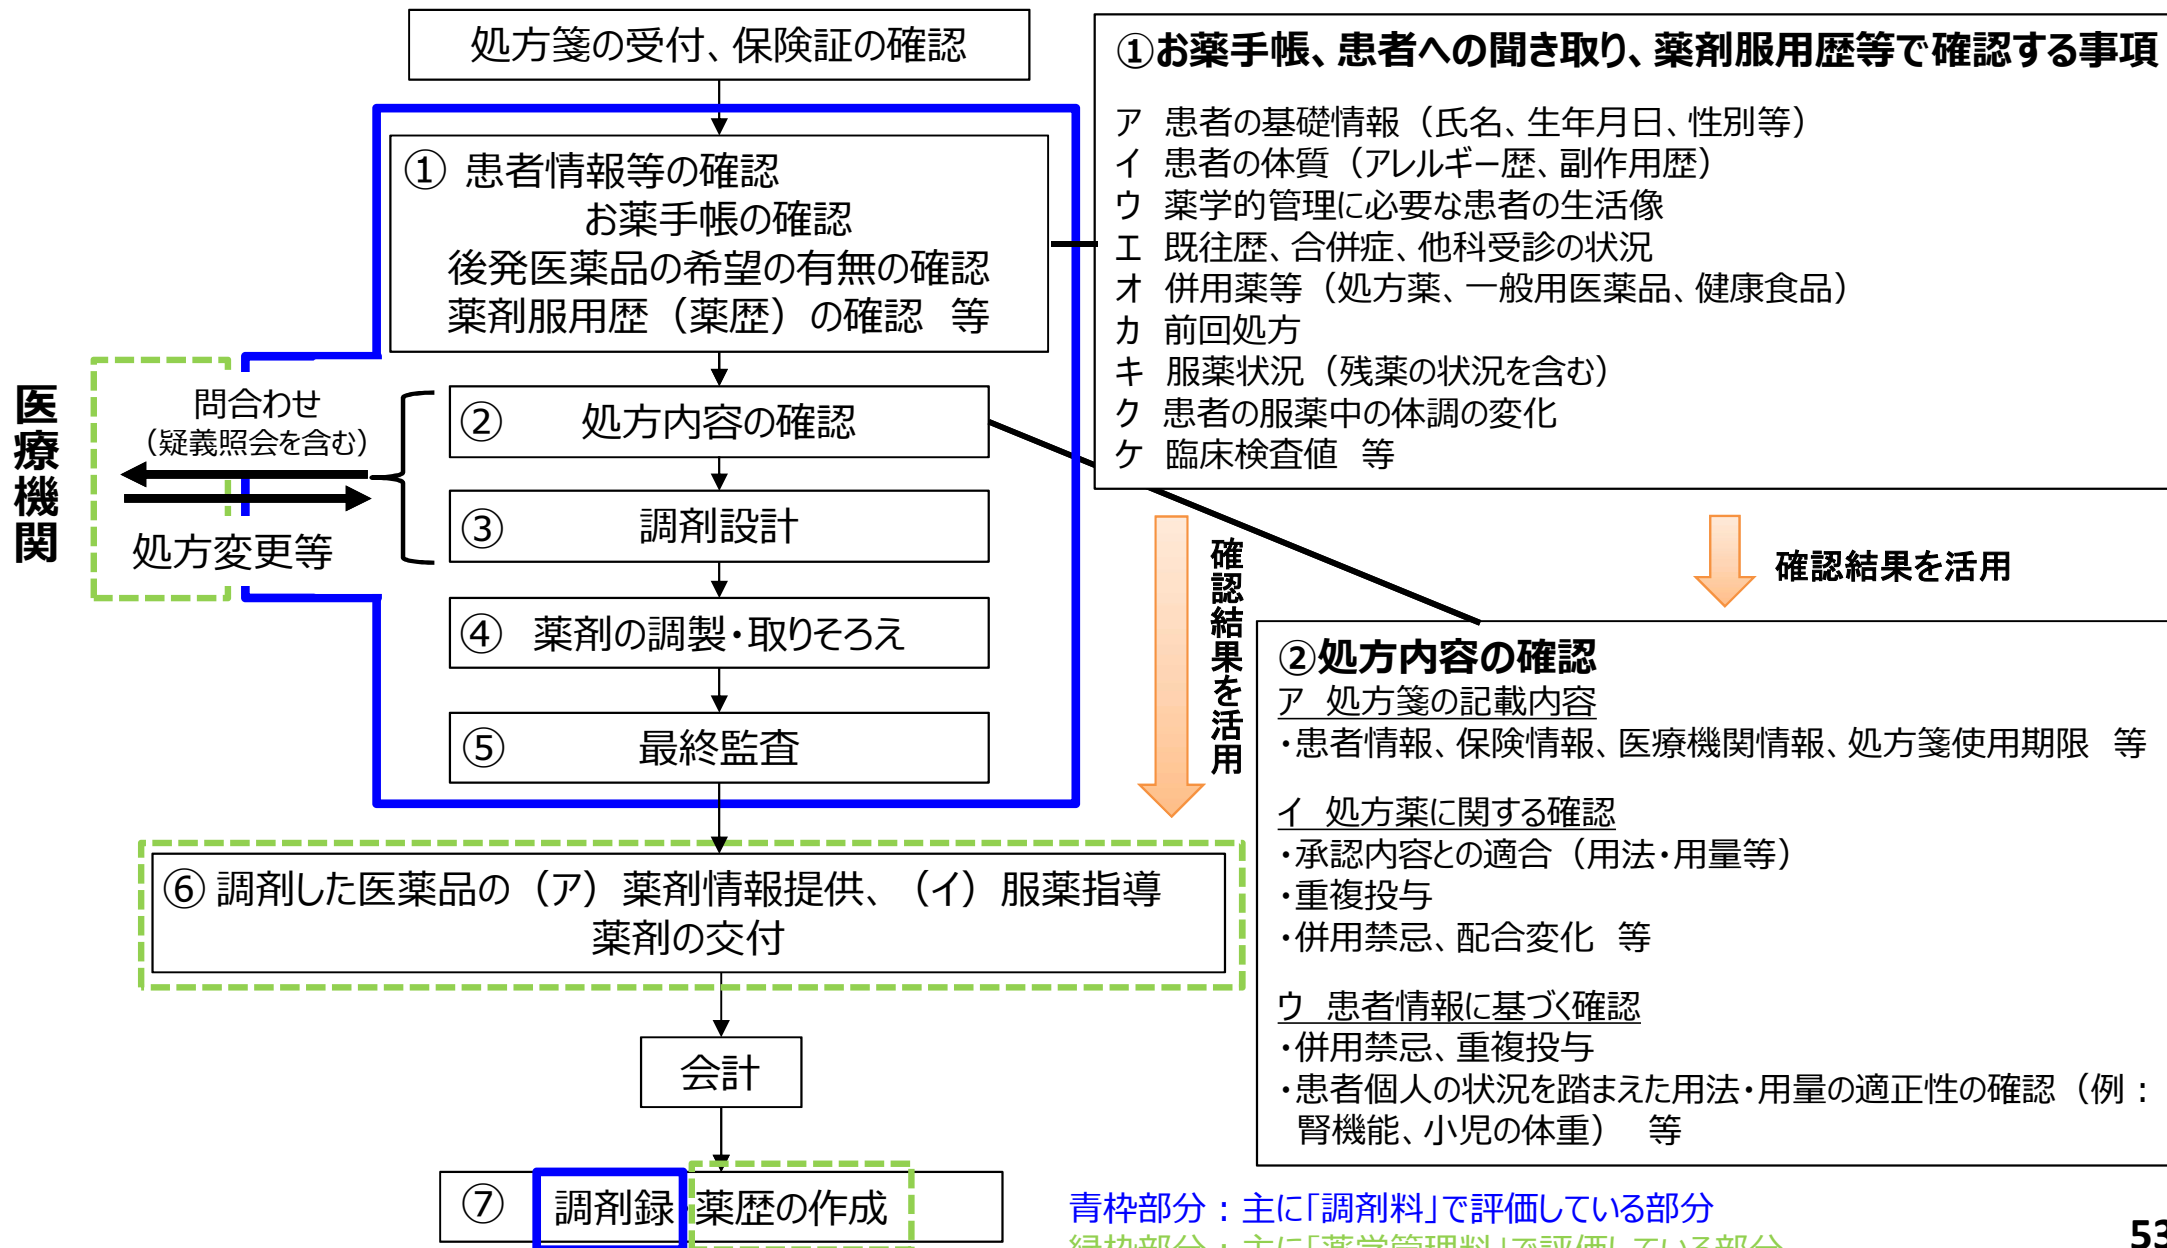 処方箋の受付、保険証の確認
① 患者情報等の確認
お薬手帳の確認
後発医薬品の希望の有無の確認
薬剤服用歴（薬歴）の確認 等
医療機関
問合わせ
（疑義照会を含む）
処方変更等
② 処方内容の確認
③ 調剤設計
④ 薬剤の調製・取りそろえ
⑤ 最終監査
⑥ 調剤した医薬品の（ア）薬剤情報提供、（イ）服薬指導
薬剤の交付
会計
⑦ 調剤録 薬歴の作成
①お薬手帳、患者への聞き取り、薬剤服用歴等で確認する事項
ア 患者の基礎情報（氏名、生年月日、性別等）
イ 患者の体質（アレルギー歴、副作用歴）
ウ 薬学的管理に必要な患者の生活像
エ 既往歴、合併症、他科受診の状況
オ 併用薬等（処方薬、一般用医薬品、健康食品）
カ 前回処方
キ 服薬状況（残薬の状況を含む）
ク 患者の服薬中の体調の変化
ケ 臨床検査値 等
確認結果を活用
確認結果を活用
②処方内容の確認
ア 処方箋の記載内容
・患者情報、保険情報、医療機関情報、処方箋使用期限 等
イ 処方薬に関する確認
・承認内容との適合（用法・用量等）
・重複投与
・併用禁忌、配合変化 等
ウ 患者情報に基づく確認
・併用禁忌、重複投与
・患者個人の状況を踏まえた用法・用量の適正性の確認（例：
腎機能、小児の体重） 等
青枠部分：主に「調剤料」で評価している部分
緑枠部分：主に「薬学管理料」で評価している部分
53